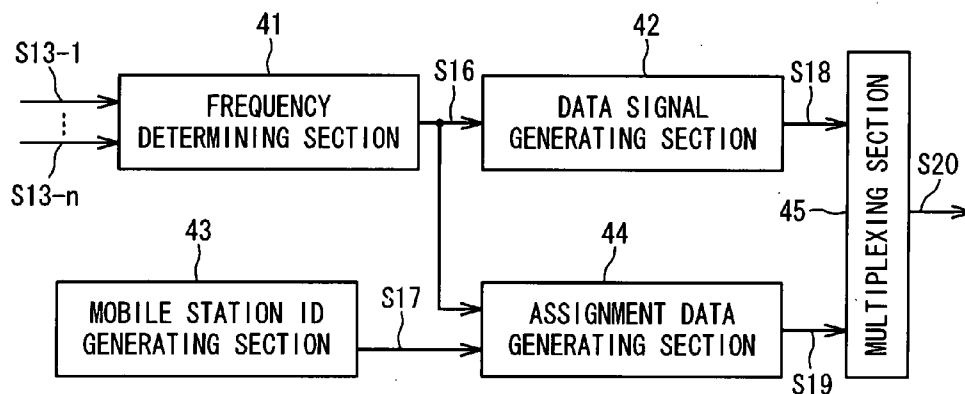 41
S13-1
FREQUENCY
DETERMINING SECTION
S13-n
S16
42
DATA SIGNAL
GENERATING SECTION
S18
MULTIPLEXING SECTION
45
S20
43
MOBILE STATION ID
GENERATING SECTION
S17
44
ASSIGNMENT DATA
GENERATING SECTION
S19